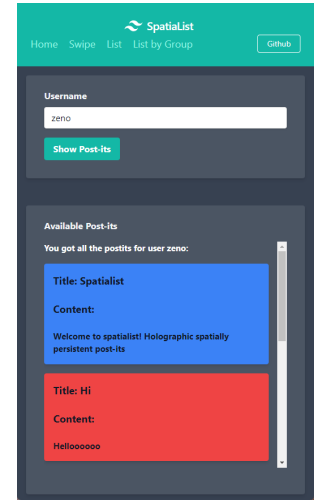 SpatiaList
Home Swipe List List by Group
Github
Username
zeno
Show Post-its
Available Post-its
You got all the postits for user zeno:
Title: Spatialist
Content:
Welcome to spatialist! Holographic spatially
persistent post-its
Title: Hi
Content:
Helloooooo